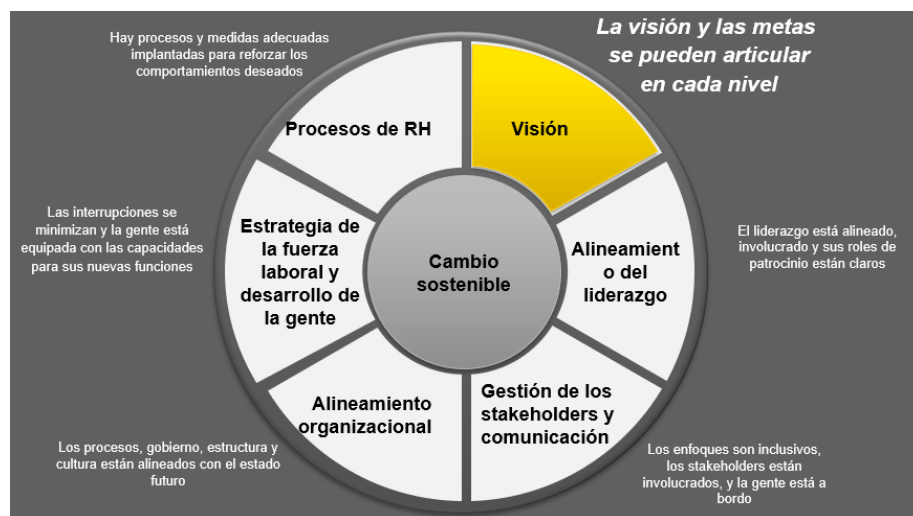 Hay procesos y medidas adecuadas
implantadas para reforzar los
comportamientos deseados
La visión y las metas
se pueden articular
en cada nivel
Procesos de RH
Visión
Las interrupciones se
minimizan y la gente está
equipada con las capacidades
para sus nuevas funciones
Estrategia de
la fuerza
laboral y
desarrollo de
la gente
Cambio
sostenible
Alineamient
o del
liderazgo
El liderazgo está alineado,
involucrado y sus roles de
patrocinio están claros
Alineamiento
organizacional
Gestión de los
stakeholders y
comunicación
Los procesos, gobierno, estructura y
cultura están alineados con el estado
futuro
Los enfoques son inclusivos,
los stakeholders están
involucrados, y la gente está a
bordo